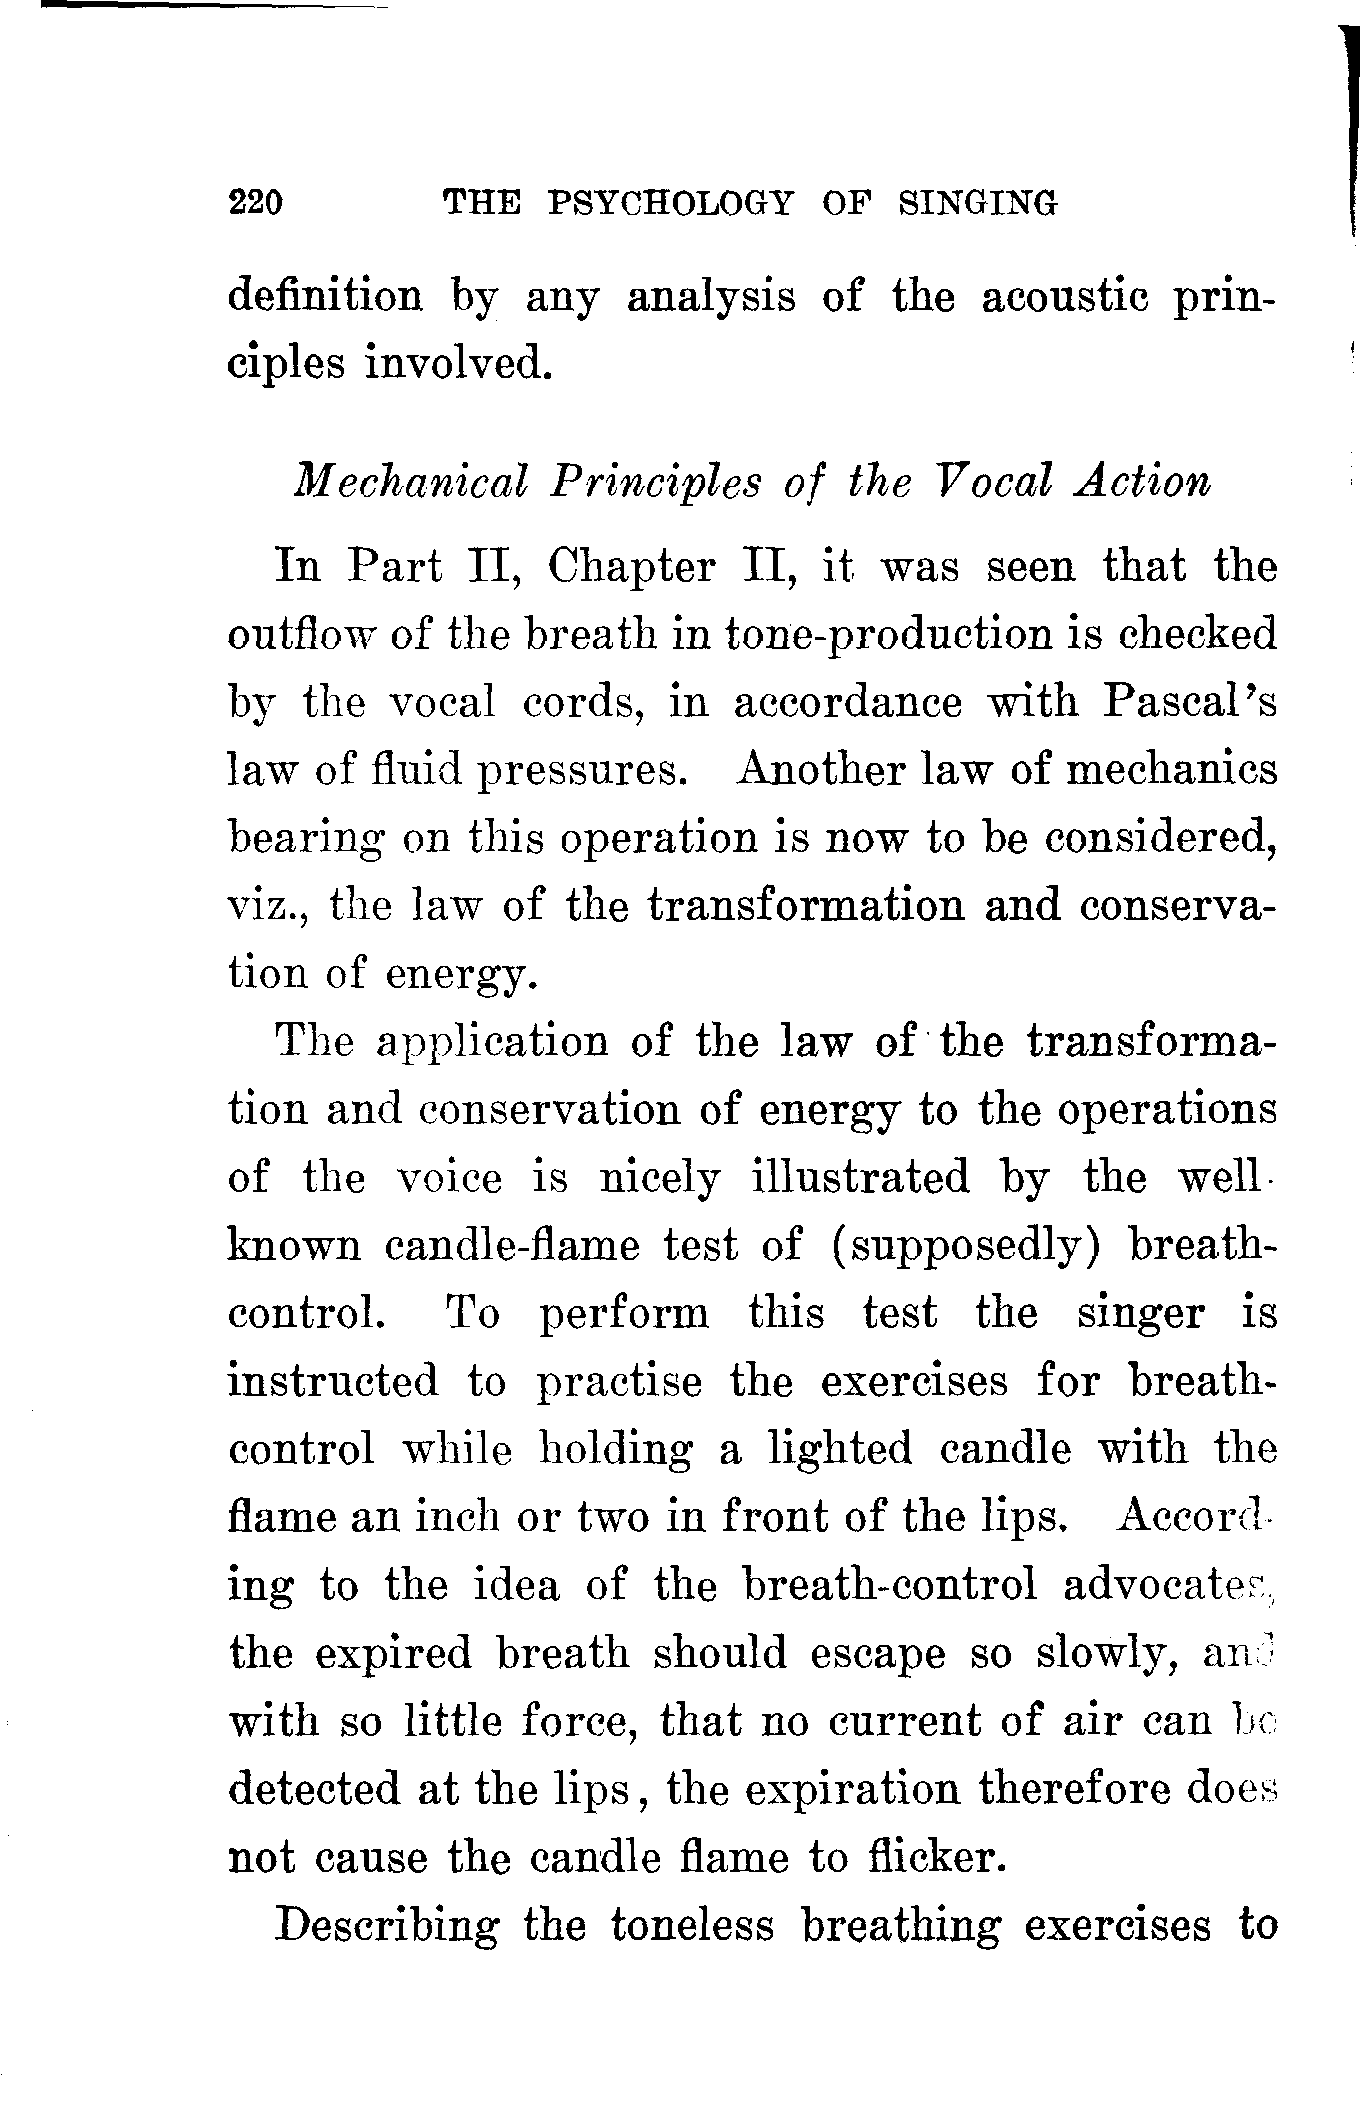 220 THE PSYCHOLOGY OF SINGING
definition by any analysis of the acoustic prin-
ciples involved.
Mechanical Principles of the Vocal Action
In Part II, Chapter II, it was seen that the
outflow of the breath in tone-production is checked
by the vocal cords, in accordance with Pascal's
law of fluid pressures. Another law of mechanics
bearing on this operation is now to be considered,
viz., the law of the transformation and conserva-
tion of energy.
The application of the law of the transforma-
tion and conservation of energy to the operations
of the voice is nicely illustrated by the well-
known candle-flame test of (supposedly) breath-
control. To perform this test the singer is
instructed to practise the exercises for breath-
control while holding a lighted candle with the
flame an inch or two in front of the lips. Accord-
ing to the idea of the breath-control advocates,
the expired breath should escape so slowly, and
with so little force, that no current of air can be
detected at the lips, the expiration therefore does
not cause the candle flame to flicker.
Describing the toneless breathing exercises to